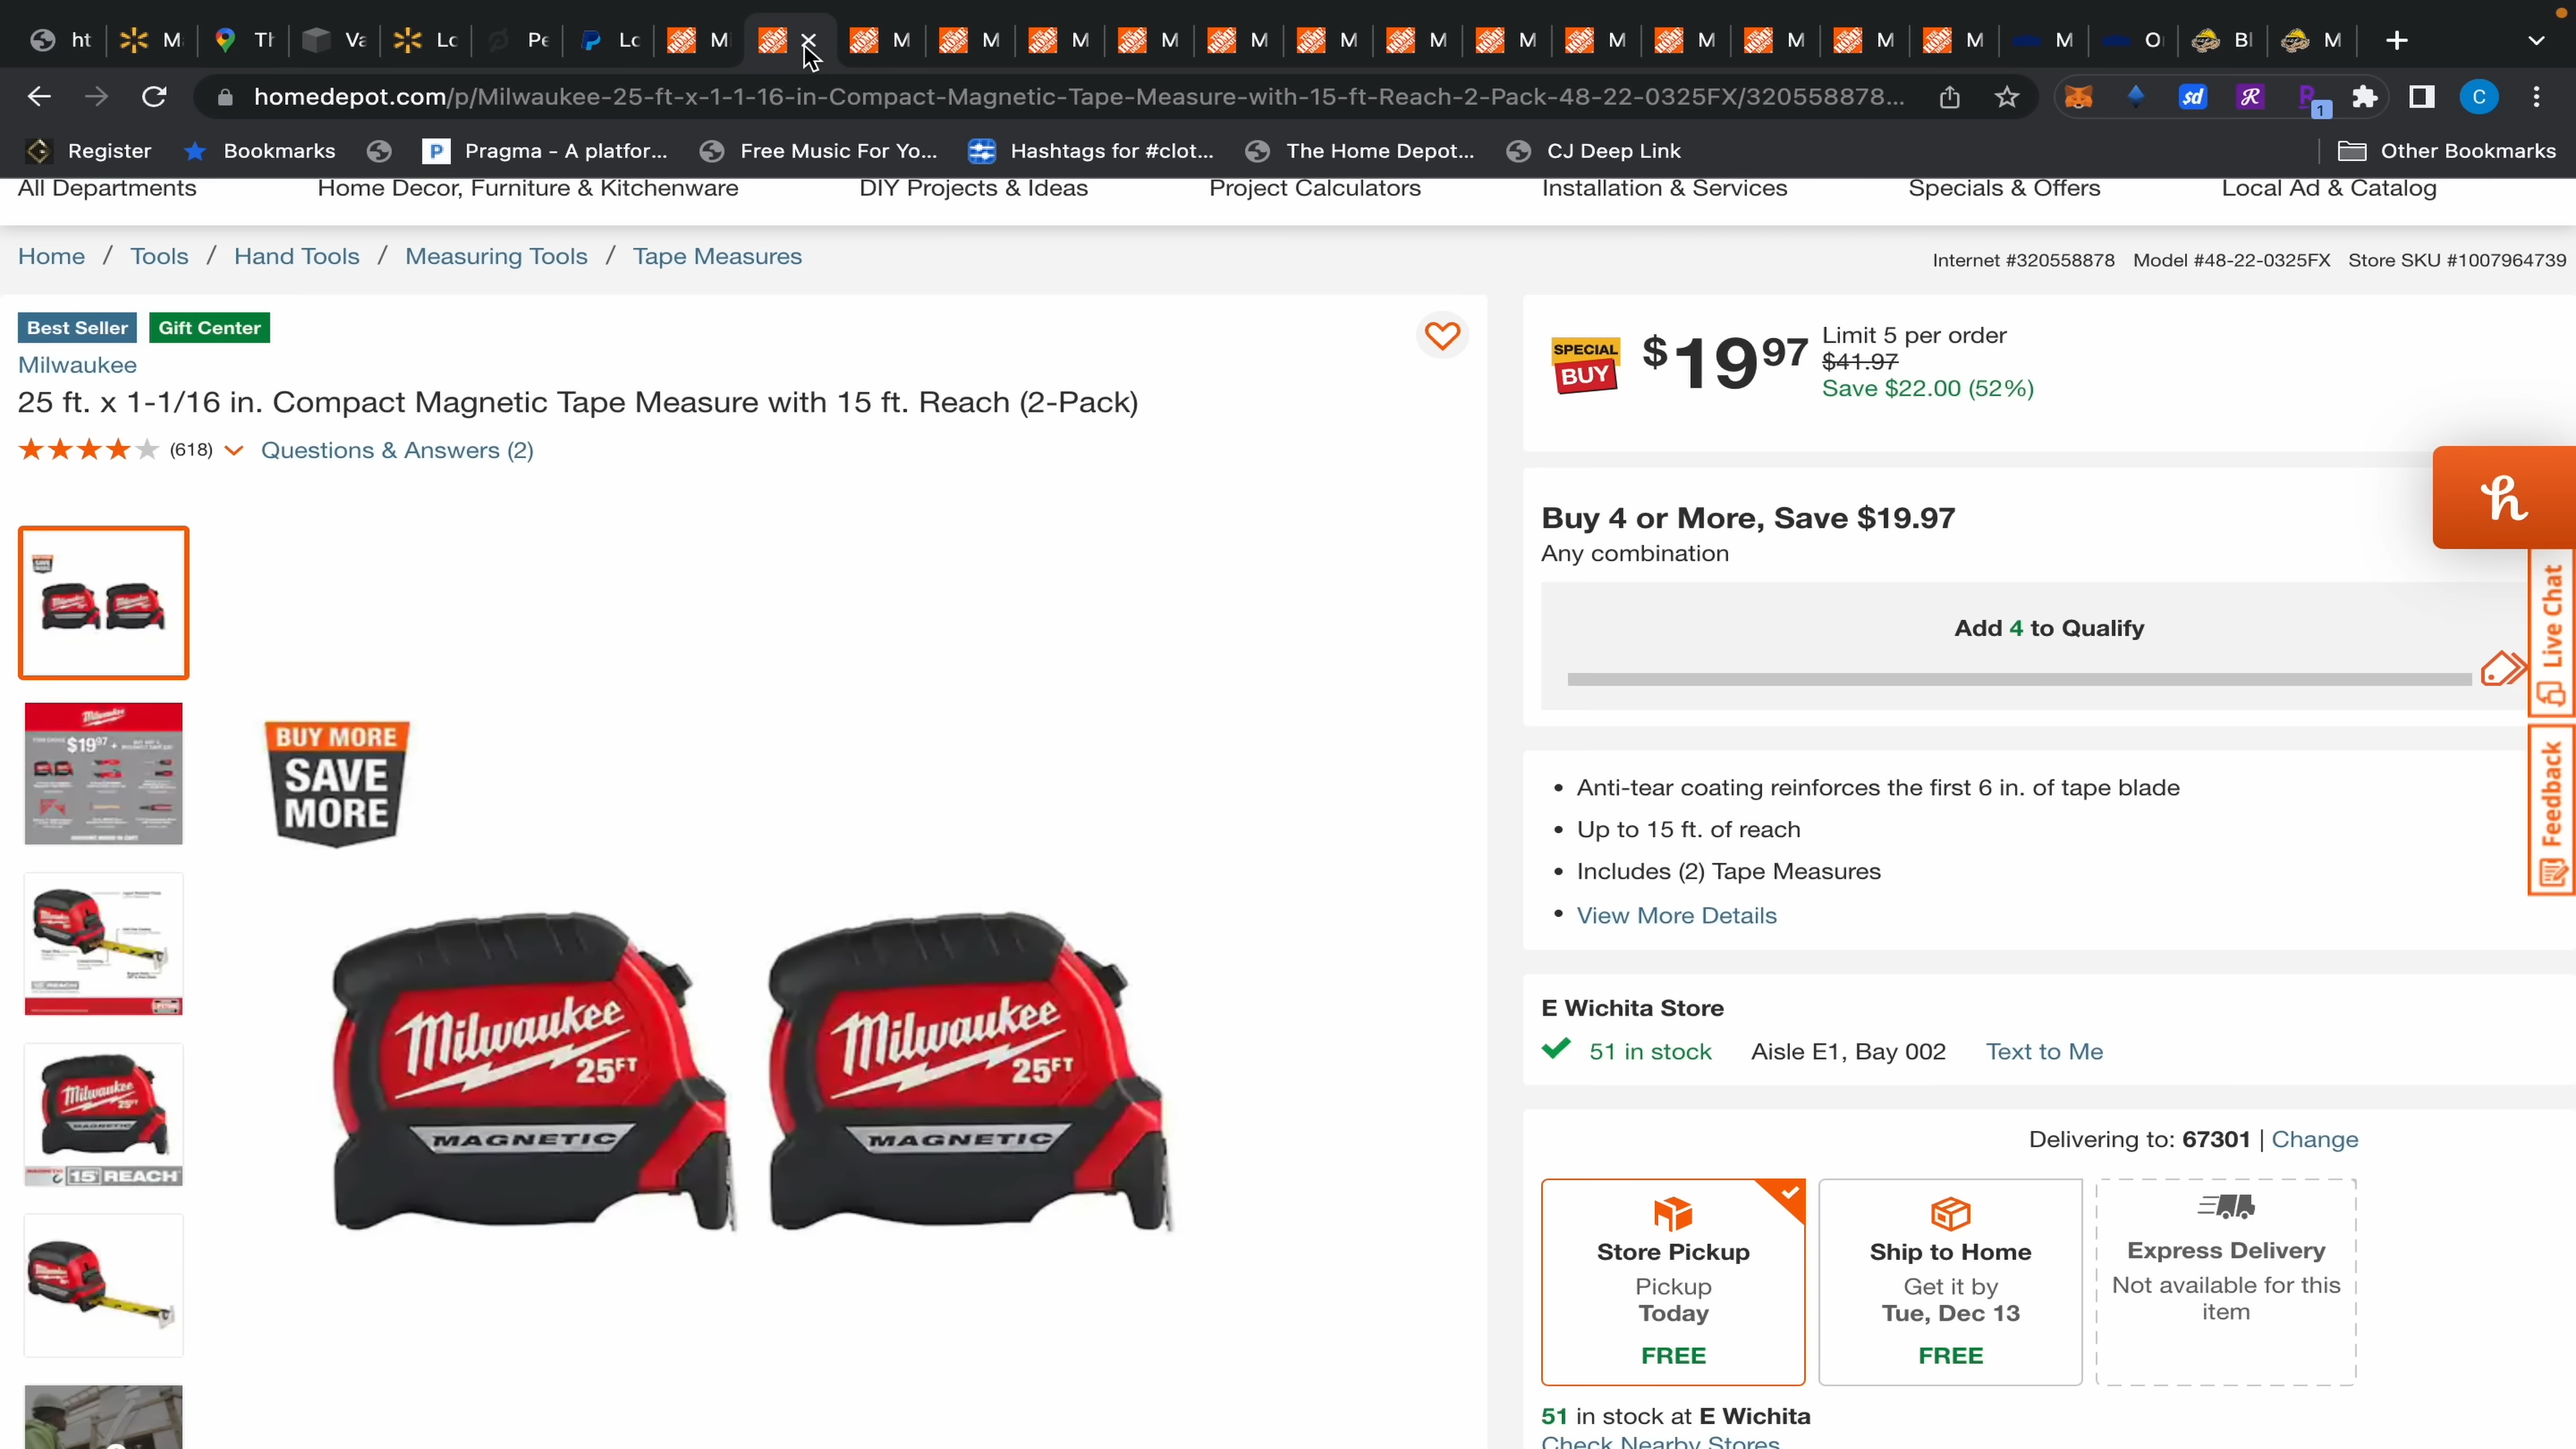 ht
M
Th
Va
Lo
Pe
Lo
M
M
M
M
M
M
M
M
M
M
M
M
M
M
O
Bl
M
homedepot.com/p/Milwaukee-25-ft-x-1-1-16-in-Compact-Magnetic-Tape-Measure-with-15-ft-Reach-2-Pack-48-22-0325FX/320558878...
sd
R
1
C
Register
Bookmarks
P Pragma - A platfor...
Free Music For Yo...
Hashtags for #clot...
The Home Depot...
CJ Deep Link
Other Bookmarks
All Departments
Home Decor, Furniture & Kitchenware
DIY Projects & Ideas
Project Calculators
Installation & Services
Specials & Offers
Local Ad & Catalog
Home / Tools / Hand Tools / Measuring Tools / Tape Measures
Internet #320558878 Model #48-22-0325FX Store SKU #1007964739
Best Seller
Gift Center
Milwaukee
25 ft. x 1-1/16 in. Compact Magnetic Tape Measure with 15 ft. Reach (2-Pack)
(618)
Questions & Answers (2)
BUY MORE
SAVE
MORE
Milwaukee
25FT
MAGNETIC
Milwaukee
25FT
MAGNETIC
Milwaukee
$19.97
Milwaukee
25FT
MAGNETIC
15' REACH
SPECIAL
BUY
$19.97
Limit 5 per order
$41.97
Save $22.00 (52%)
Buy 4 or More, Save $19.97
Any combination
Add 4 to Qualify
Live Chat
Feedback
Anti-tear coating reinforces the first 6 in. of tape blade
Up to 15 ft. of reach
Includes (2) Tape Measures
View More Details
E Wichita Store
51 in stock
Aisle E1, Bay 002
Text to Me
Delivering to: 67301 | Change
Store Pickup
Pickup
Today
FREE
Ship to Home
Get it by
Tue, Dec 13
FREE
Express Delivery
Not available for this
item
51 in stock at E Wichita
Check Nearby Stores